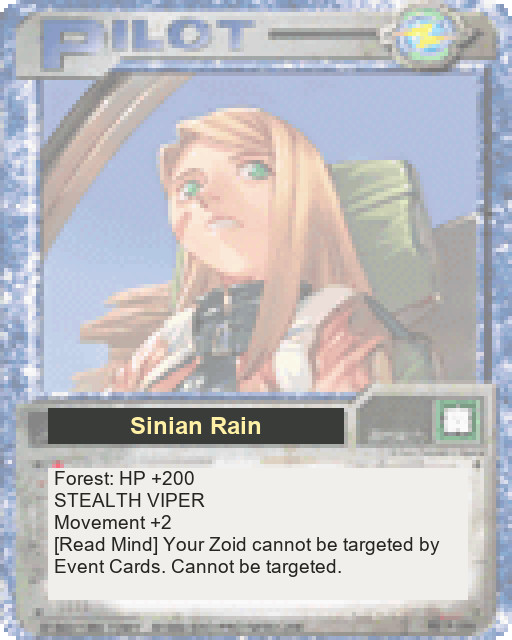 PILOT
Sinian Rain
Forest: HP +200
STEALTH VIPER
Movement +2
[Read Mind] Your Zoid cannot be targeted by
Event Cards. Cannot be targeted.